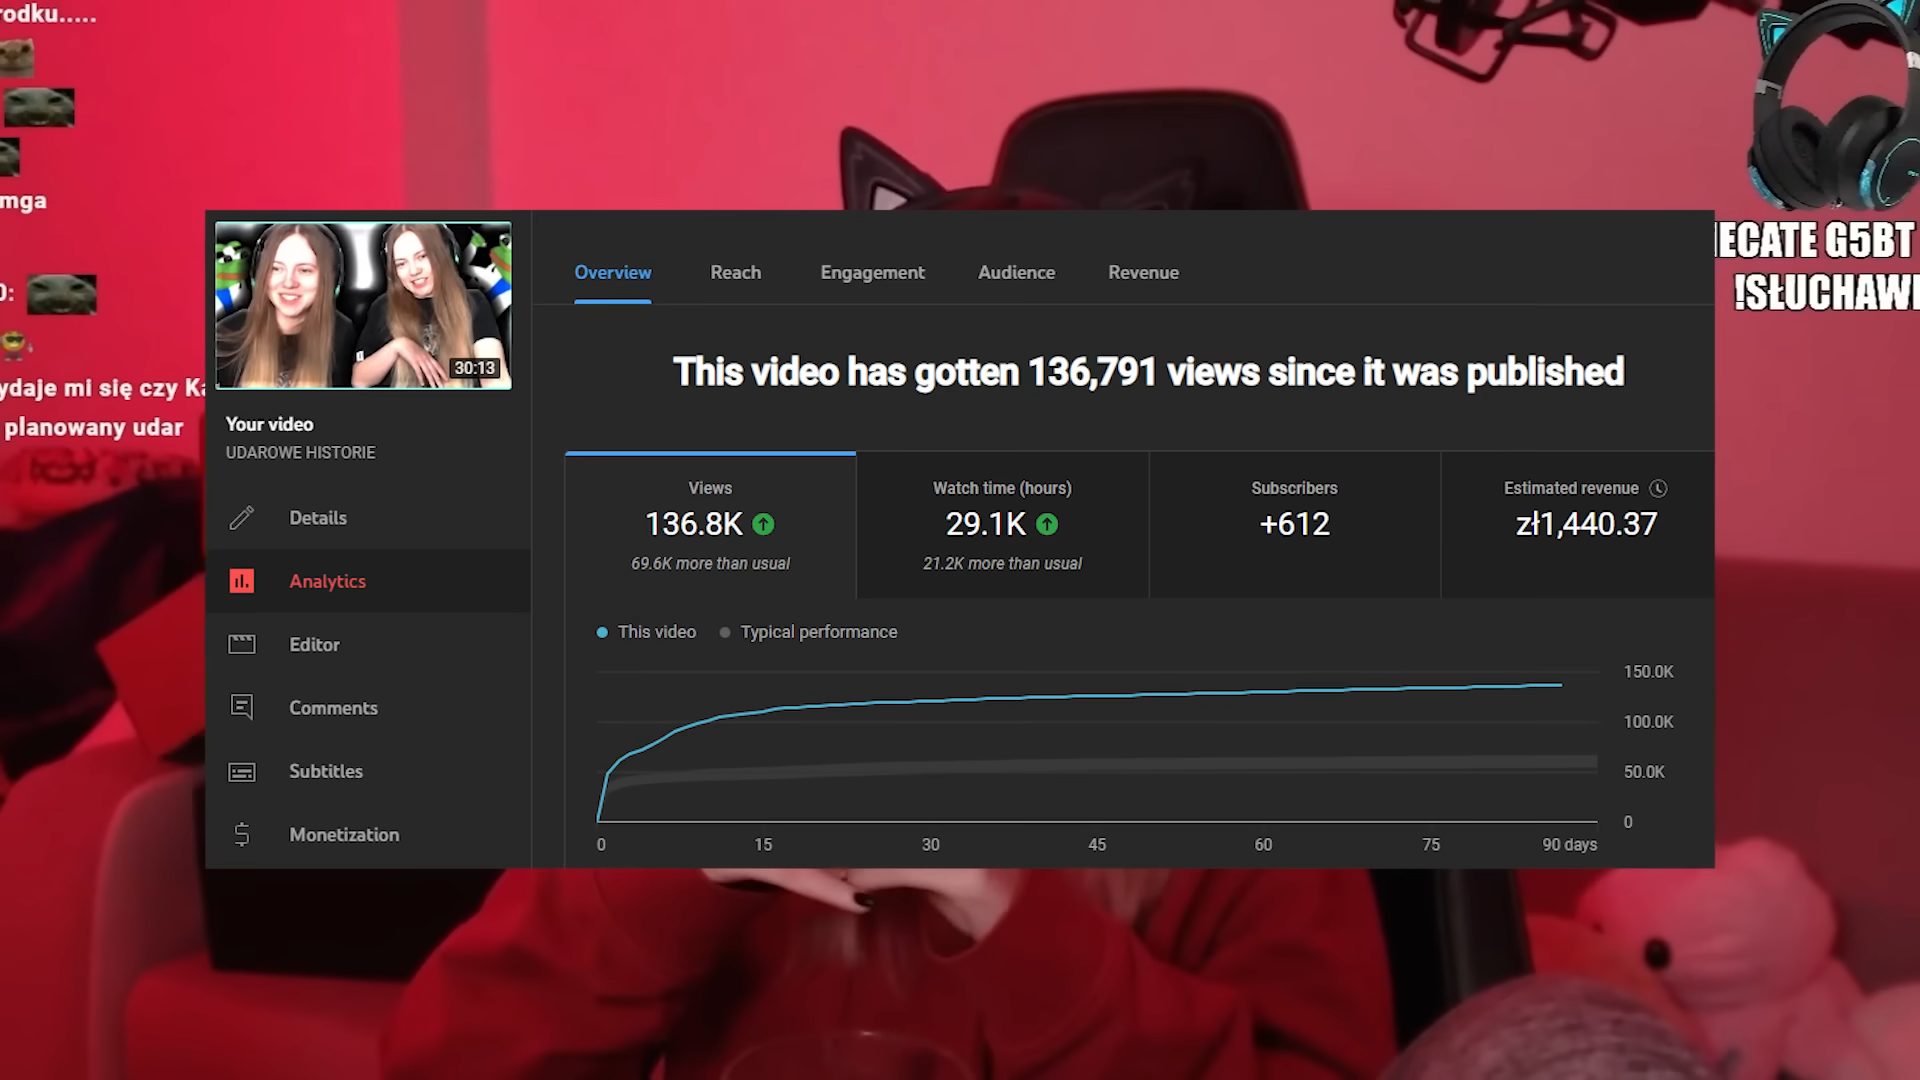 rodku.....
mga
ydaje mi się czy Ka
planowany udar
ECATE G5BT
!SŁUCHAW
30:13
Your video
UDAROWE HISTORIE
Details
Analytics
Editor
Comments
Subtitles
Monetization
Overview Reach Engagement Audience Revenue
This video has gotten 136,791 views since it was published
Views
136.8K
69.6K more than usual
Watch time (hours)
29.1K
21.2K more than usual
Subscribers
+612
Estimated revenue
zł1,440.37
This video Typical performance
150.0K
100.0K
50.0K
0
0 15 30 45 60 75 90 days